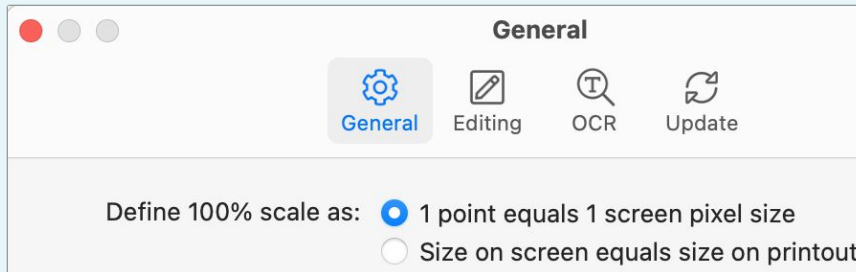 General
General Editing OCR Update
Define 100% scale as: 1 point equals 1 screen pixel size
Size on screen equals size on printout